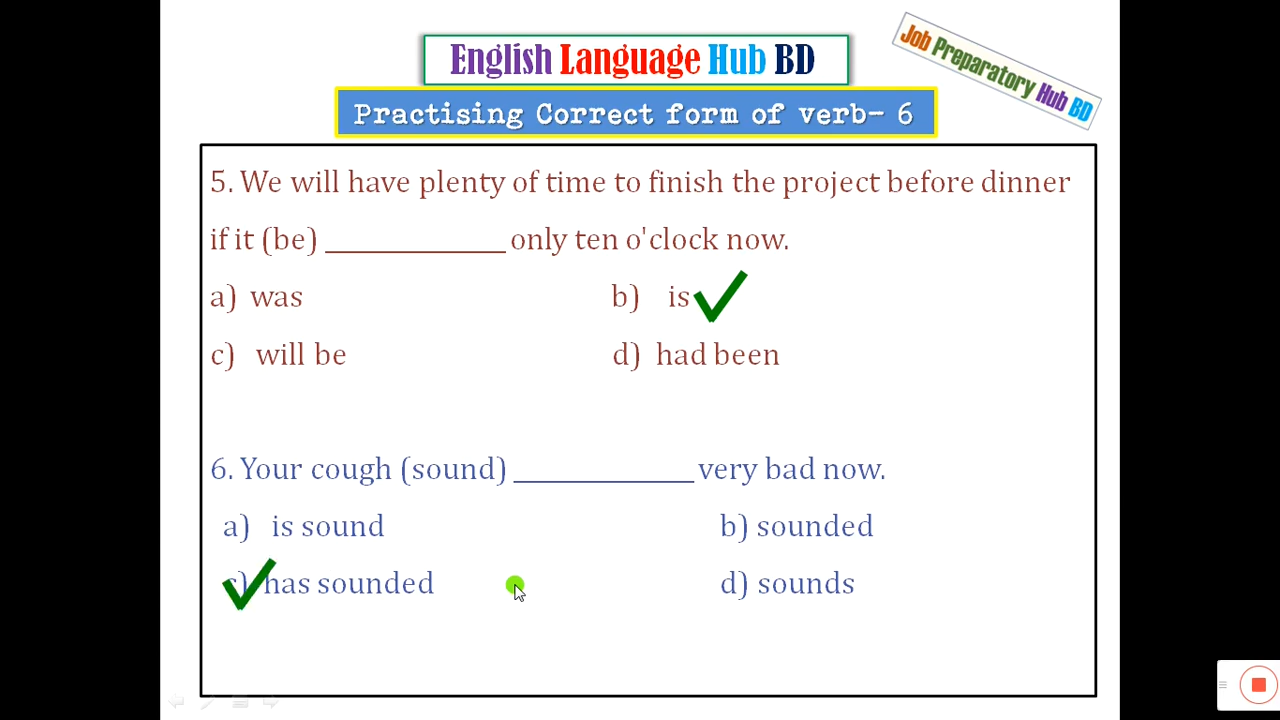 English Language Hub BD
Job Preparatory Hub BD
Practising Correct form of verb- 6
5. We will have plenty of time to finish the project before dinner
if it (be) ____________ only ten o'clock now.
a) was b) is
c) will be d) had been
6. Your cough (sound) ____________ very bad now.
a) is sound b) sounded
c) has sounded d) sounds